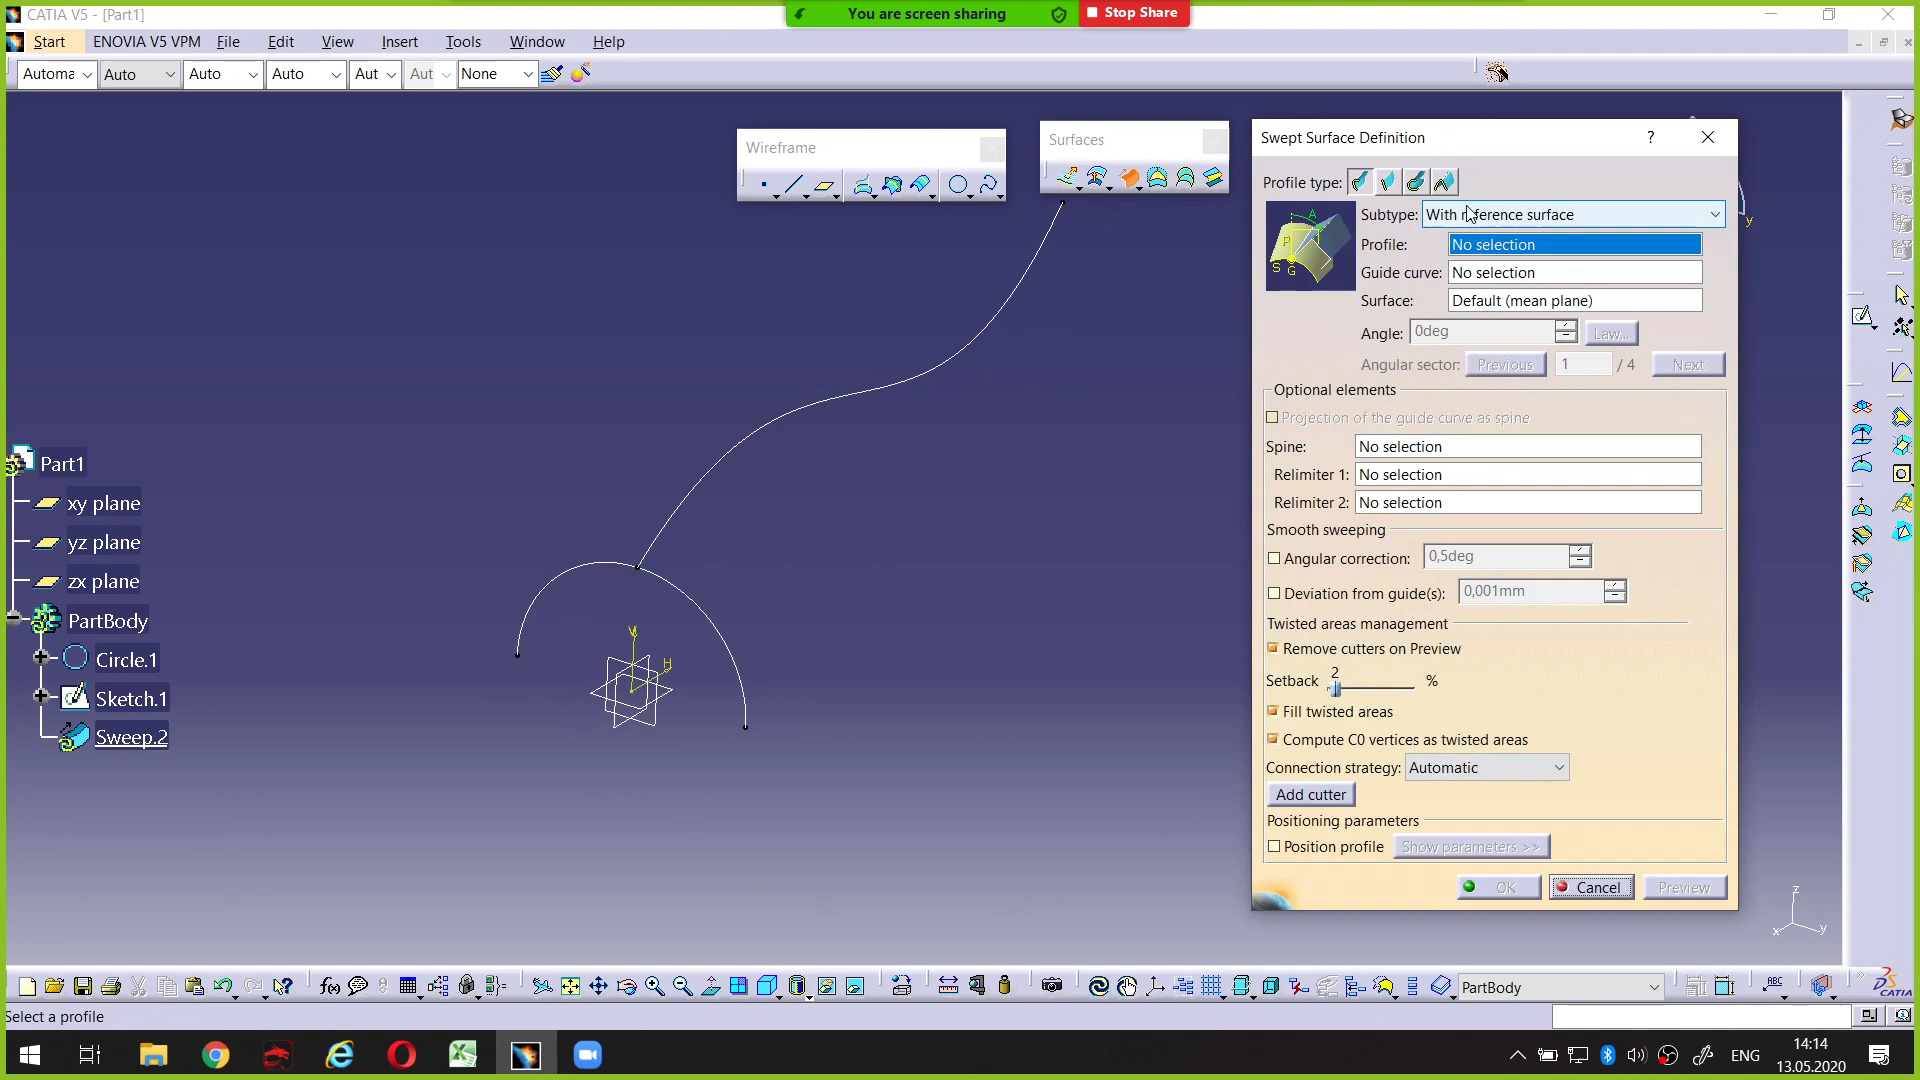 CATIA V5 - [Part1]
You are screen sharing
Stop Share
Start ENOVIA V5 VPM File Edit View Insert Tools Window Help
Automa Auto Auto Auto Aut Aut None
Wireframe
Surfaces
Swept Surface Definition ?
Profile type:
Subtype: With reference surface
Profile: No selection
Guide curve: No selection
Surface: Default (mean plane)
Angle: 0deg Law...
Angular sector: Previous 1 / 4 Next
Optional elements
Projection of the guide curve as spine
Spine: No selection
Relimiter 1: No selection
Relimiter 2: No selection
Smooth sweeping
Angular correction: 0,5deg
Deviation from guide(s): 0,001mm
Twisted areas management
Remove cutters on Preview
Setback 2 %
Fill twisted areas
Compute C0 vertices as twisted areas
Connection strategy: Automatic
Add cutter
Positioning parameters
Position profile Show parameters >>
OK Cancel Preview
A
P
S G
y
Part1
xy plane
yz plane
zx plane
PartBody
Circle.1
Sketch.1
Sweep.2
V
H
z
x y
PartBody
ABC
CATIA
Select a profile
ENG
14:14
13.05.2020